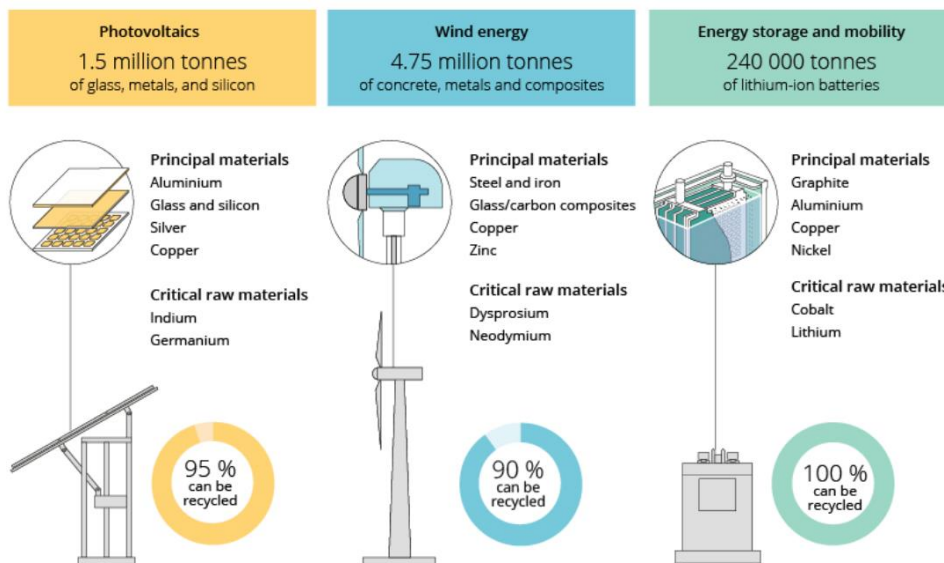 Photovoltaics
1.5 million tonnes
of glass, metals, and silicon
Principal materials
Aluminium
Glass and silicon
Silver
Copper
Critical raw materials
Indium
Germanium
95 %
can be
recycled
Wind energy
4.75 million tonnes
of concrete, metals and composites
Principal materials
Steel and iron
Glass/carbon composites
Copper
Zinc
Critical raw materials
Dysprosium
Neodymium
90 %
can be
recycled
Energy storage and mobility
240 000 tonnes
of lithium-ion batteries
Principal materials
Graphite
Aluminium
Copper
Nickel
Critical raw materials
Cobalt
Lithium
100 %
can be
recycled